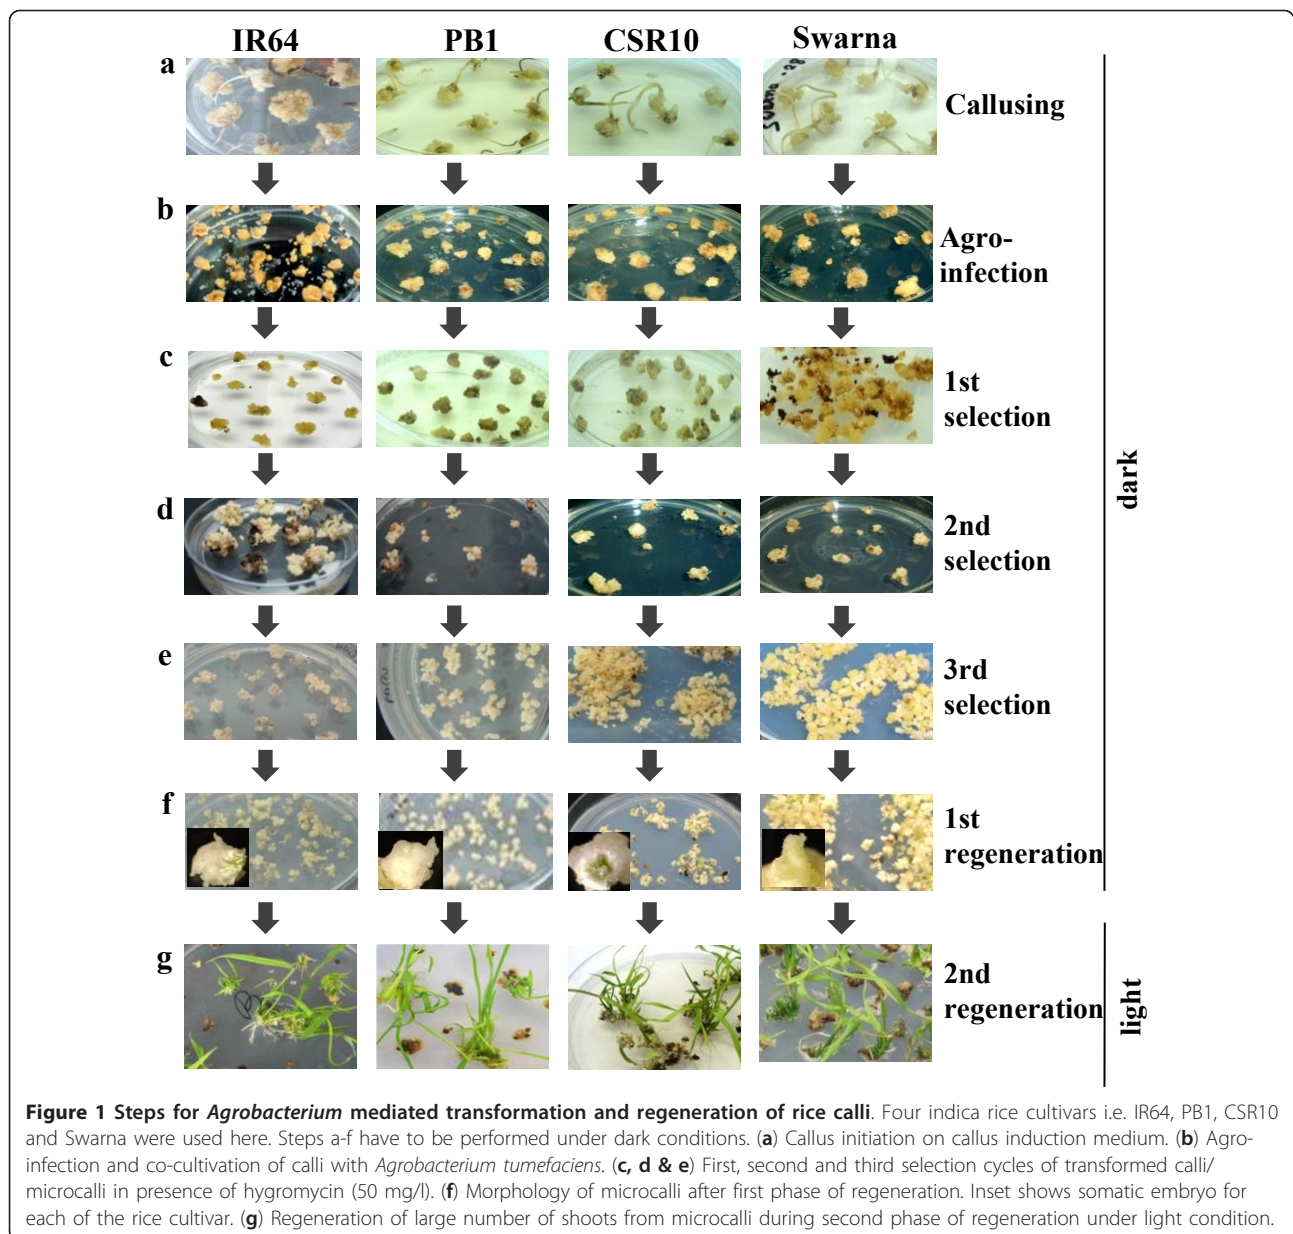 IR64 PB1 CSR10 Swarna
a Callusing
b Agro-
infection
c 1st
selection
d 2nd
selection
e 3rd
selection
f 1st
regeneration
dark
g 2nd
regeneration
light
Figure 1 Steps for Agrobacterium mediated transformation and regeneration of rice calli. Four indica rice cultivars i.e. IR64, PB1, CSR10
and Swarna were used here. Steps a-f have to be performed under dark conditions. (a) Callus initiation on callus induction medium. (b) Agro-
infection and co-cultivation of calli with Agrobacterium tumefaciens. (c, d & e) First, second and third selection cycles of transformed calli/
microcalli in presence of hygromycin (50 mg/l). (f) Morphology of microcalli after first phase of regeneration. Inset shows somatic embryo for
each of the rice cultivar. (g) Regeneration of large number of shoots from microcalli during second phase of regeneration under light condition.